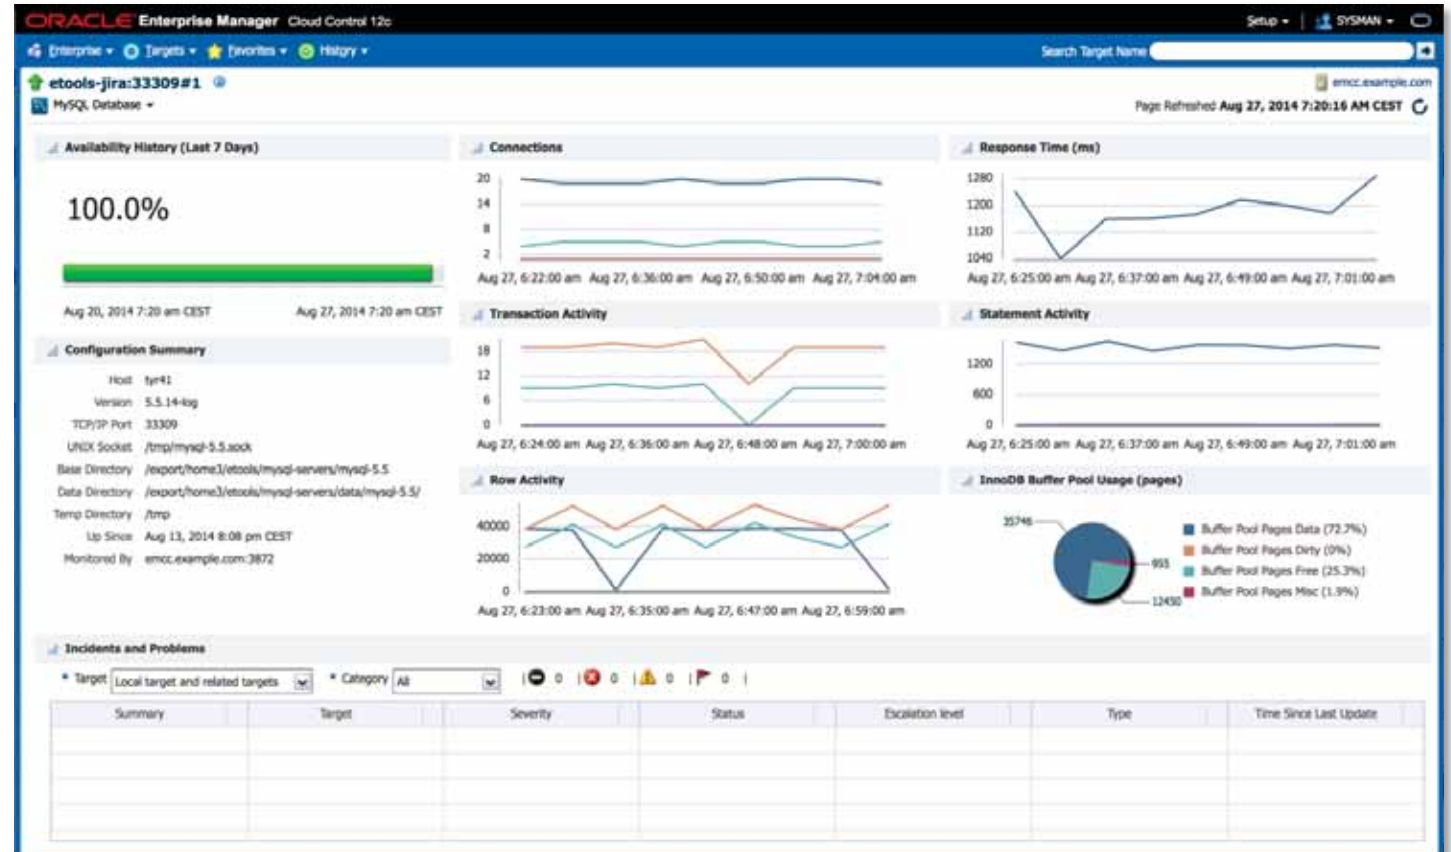 ORACLE Enterprise Manager Cloud Control 12c
Setup
SYSMAN
Enterprise
Targets
Favorites
History
Search Target Name
etools-jira:33309#1
emcc.example.com
MySQL Database
Page Refreshed Aug 27, 2014 7:20:16 AM CEST
Availability History (Last 7 Days)
100.0%
Aug 20, 2014 7:20 am CEST
Aug 27, 2014 7:20 am CEST
Configuration Summary
Host tyr41
Version 5.5.14-log
TCP/IP Port 33309
UNIX Socket /tmp/mysql-5.5.sock
Base Directory /export/home3/etools/mysql-servers/mysql-5.5
Data Directory /export/home3/etools/mysql-servers/data/mysql-5.5/
Temp Directory /tmp
Up Since Aug 13, 2014 8:08 pm CEST
Monitored By emcc.example.com:3872
Connections
20
14
8
2
Aug 27, 6:22:00 am Aug 27, 6:36:00 am Aug 27, 6:50:00 am Aug 27, 7:04:00 am
Transaction Activity
18
12
6
0
Aug 27, 6:24:00 am Aug 27, 6:36:00 am Aug 27, 6:48:00 am Aug 27, 7:00:00 am
Row Activity
40000
20000
0
Aug 27, 6:23:00 am Aug 27, 6:35:00 am Aug 27, 6:47:00 am Aug 27, 6:59:00 am
Response Time (ms)
1280
1200
1120
1040
Aug 27, 6:25:00 am Aug 27, 6:37:00 am Aug 27, 6:49:00 am Aug 27, 7:01:00 am
Statement Activity
1200
600
0
Aug 27, 6:25:00 am Aug 27, 6:37:00 am Aug 27, 6:49:00 am Aug 27, 7:01:00 am
InnoDB Buffer Pool Usage (pages)
35746
955
12450
Buffer Pool Pages Data (72.7%)
Buffer Pool Pages Dirty (0%)
Buffer Pool Pages Free (25.3%)
Buffer Pool Pages Misc (1.9%)
Incidents and Problems
* Target Local target and related targets * Category All | 0 | 0 | 0 | 0 |
Summary Target Severity Status Escalation level Type Time Since Last Update